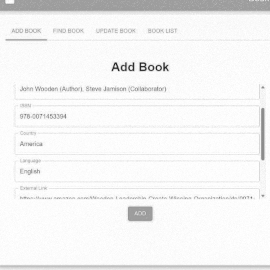 ADD BOOK FIND BOOK UPDATE BOOK BOOK LIST
Add Book
John Wooden (Author), Steve Jamison (Collaborator)
ISBN
978-0071453394
Country
America
Language
English
External Link
ADD